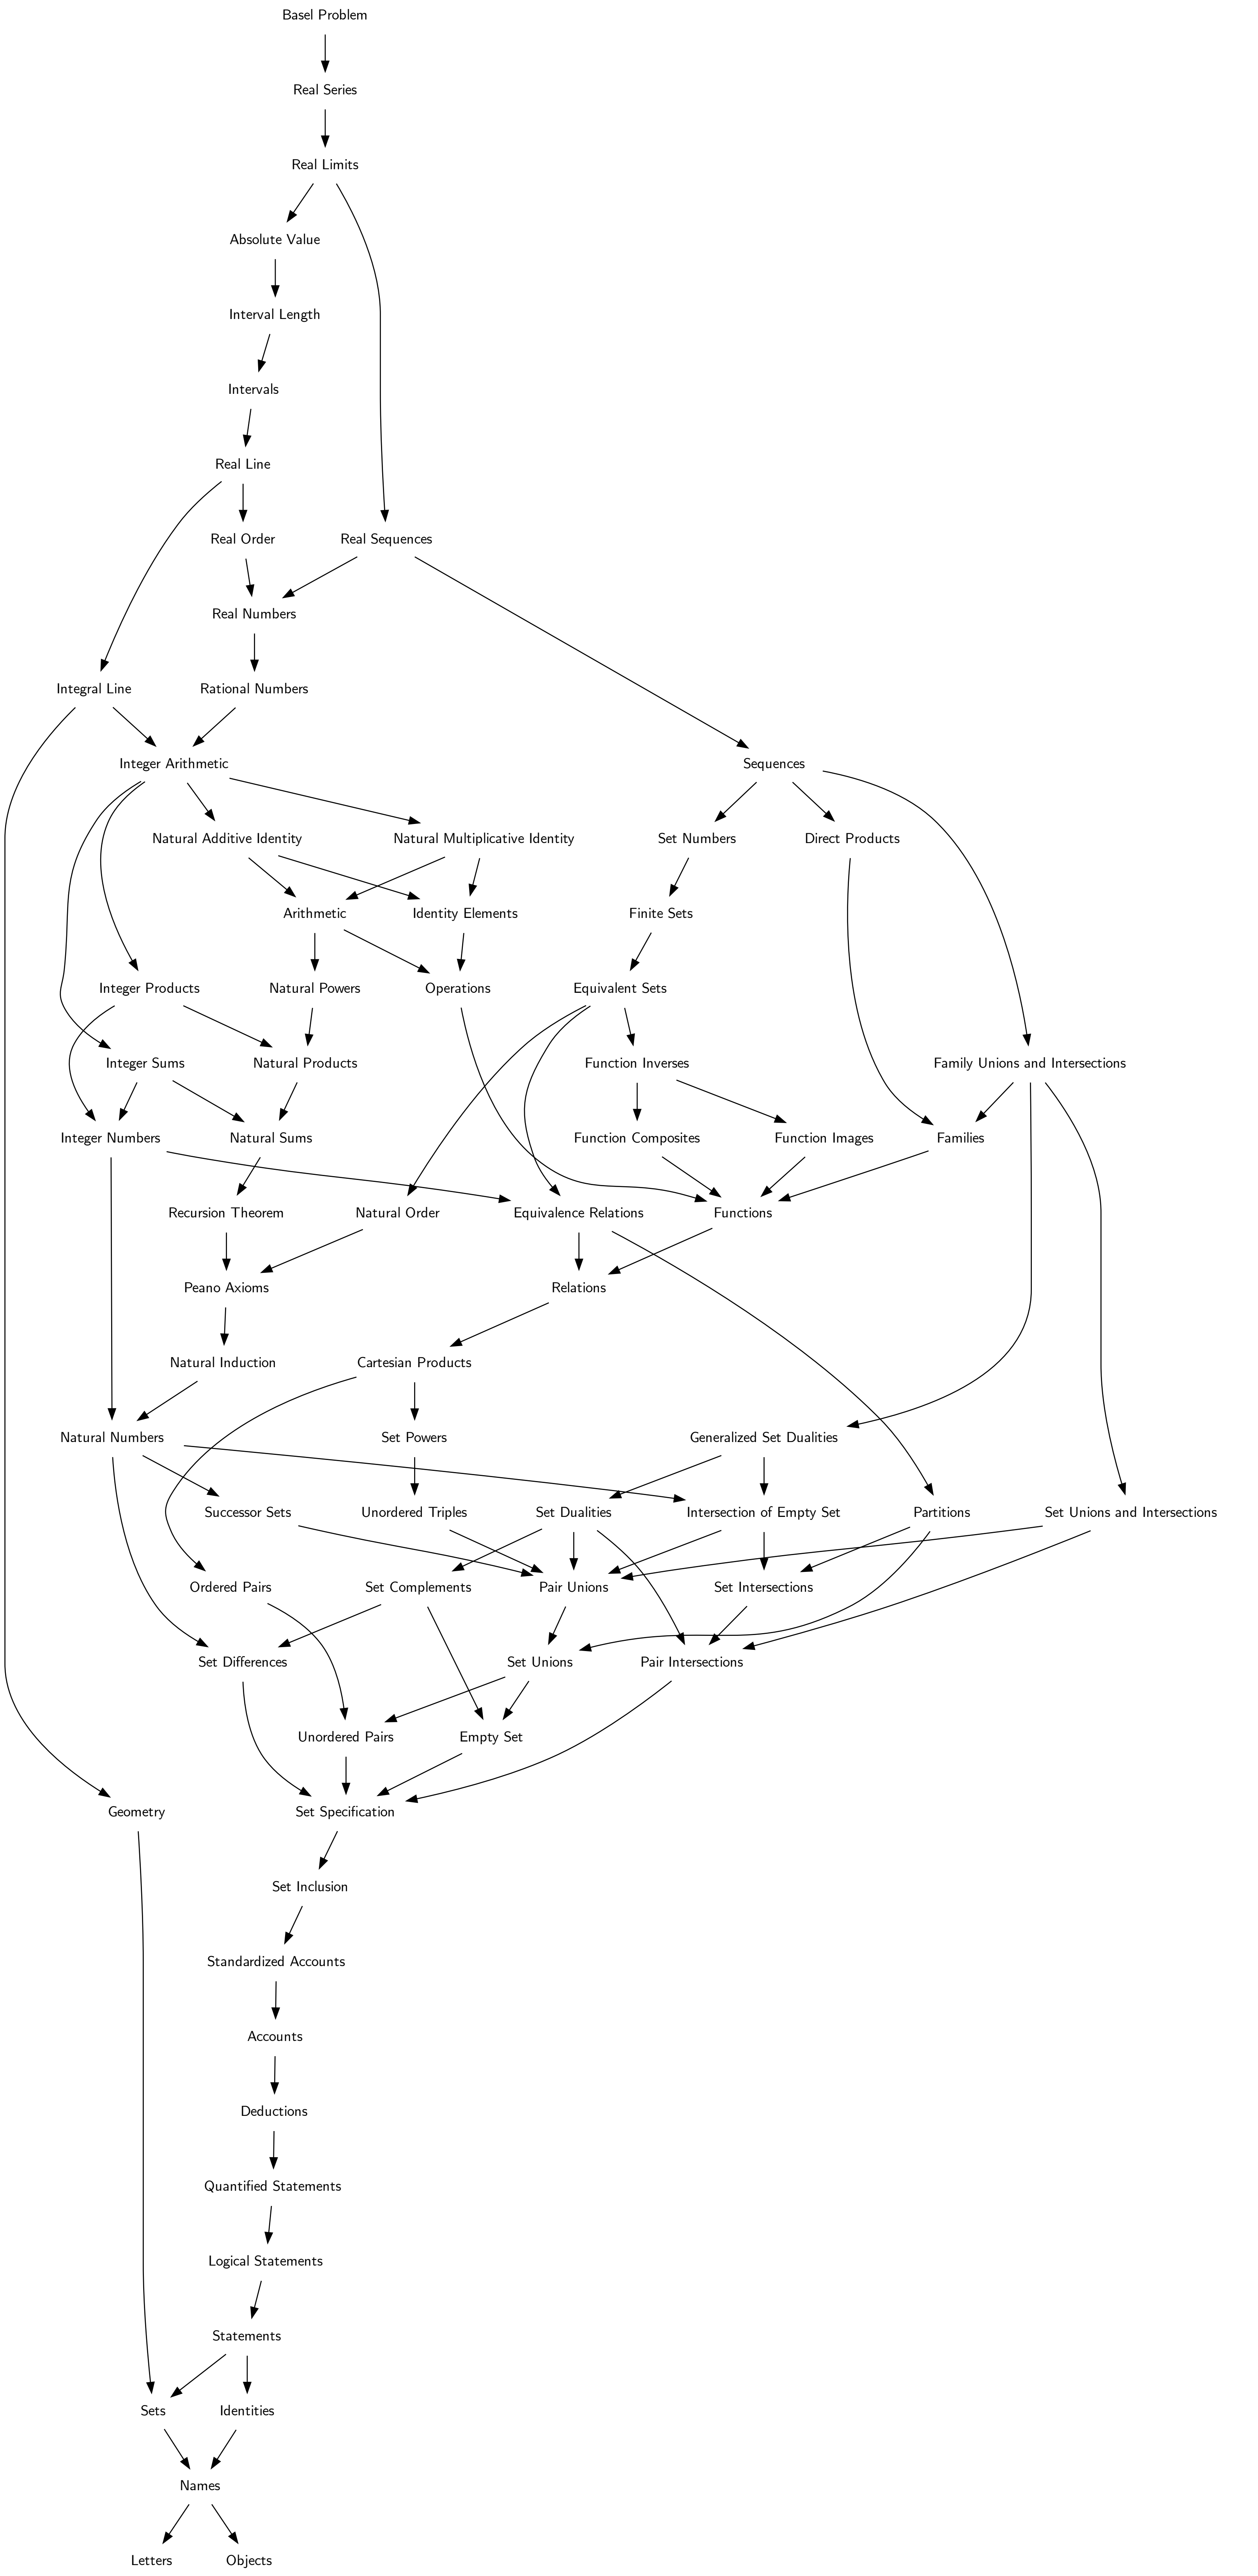 Basel Problem
Real Series
Real Limits
Absolute Value
Interval Length
Intervals
Real Line
Real Order
Real Sequences
Real Numbers
Integral Line
Rational Numbers
Integer Arithmetic
Sequences
Natural Additive Identity
Natural Multiplicative Identity
Set Numbers
Direct Products
Arithmetic
Identity Elements
Finite Sets
Integer Products
Natural Powers
Operations
Equivalent Sets
Integer Sums
Natural Products
Function Inverses
Family Unions and Intersections
Integer Numbers
Natural Sums
Function Composites
Function Images
Families
Recursion Theorem
Natural Order
Equivalence Relations
Functions
Peano Axioms
Relations
Natural Induction
Cartesian Products
Natural Numbers
Set Powers
Generalized Set Dualities
Successor Sets
Unordered Triples
Set Dualities
Intersection of Empty Set
Partitions
Set Unions and Intersections
Ordered Pairs
Set Complements
Pair Unions
Set Intersections
Set Differences
Set Unions
Pair Intersections
Unordered Pairs
Empty Set
Geometry
Set Specification
Set Inclusion
Standardized Accounts
Accounts
Deductions
Quantified Statements
Logical Statements
Statements
Sets
Identities
Names
Letters
Objects